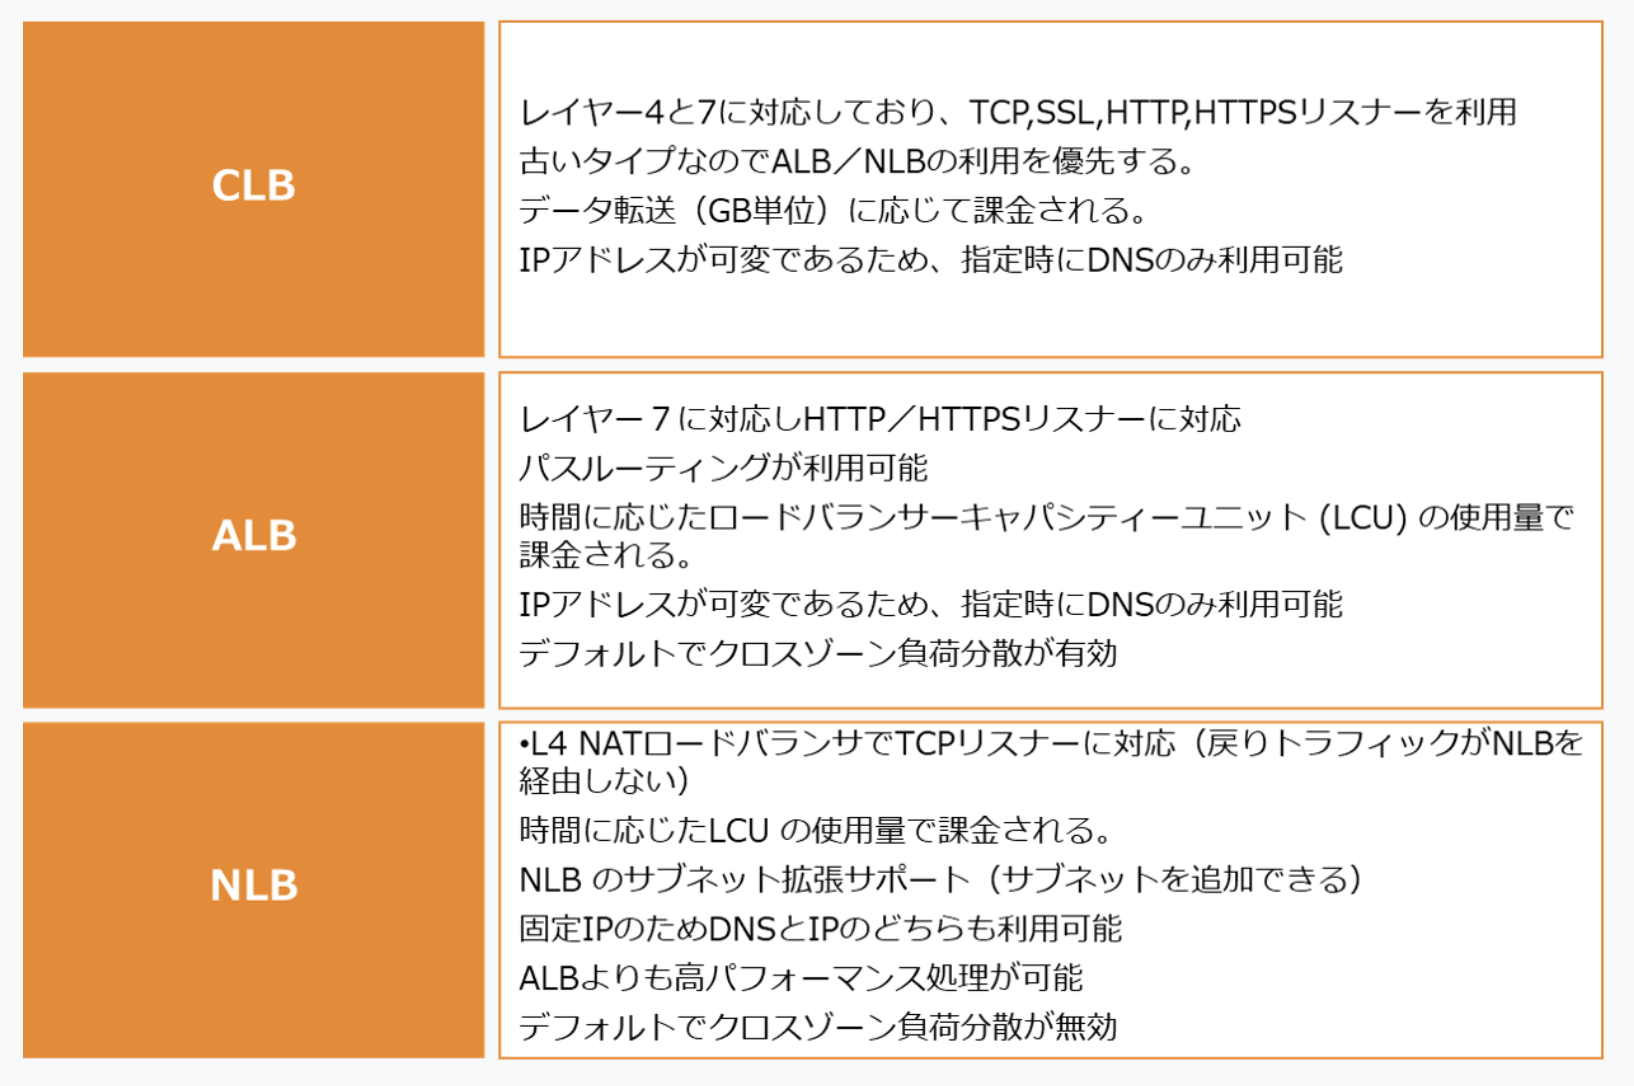 CLB
レイヤー4と7に対応しており、TCP,SSL,HTTP,HTTPSリスナーを利用
古いタイプなのでALB／NLBの利用を優先する。
データ転送（GB単位）に応じて課金される。
IPアドレスが可変であるため、指定時にDNSのみ利用可能
ALB
レイヤー７に対応しHTTP／HTTPSリスナーに対応
パスルーティングが利用可能
時間に応じたロードバランサーキャパシティーユニット (LCU) の使用量で
課金される。
IPアドレスが可変であるため、指定時にDNSのみ利用可能
デフォルトでクロスゾーン負荷分散が有効
NLB
•L4 NATロードバランサでTCPリスナーに対応（戻りトラフィックがNLBを
経由しない）
時間に応じたLCU の使用量で課金される。
NLB のサブネット拡張サポート（サブネットを追加できる）
固定IPのためDNSとIPのどちらも利用可能
ALBよりも高パフォーマンス処理が可能
デフォルトでクロスゾーン負荷分散が無効